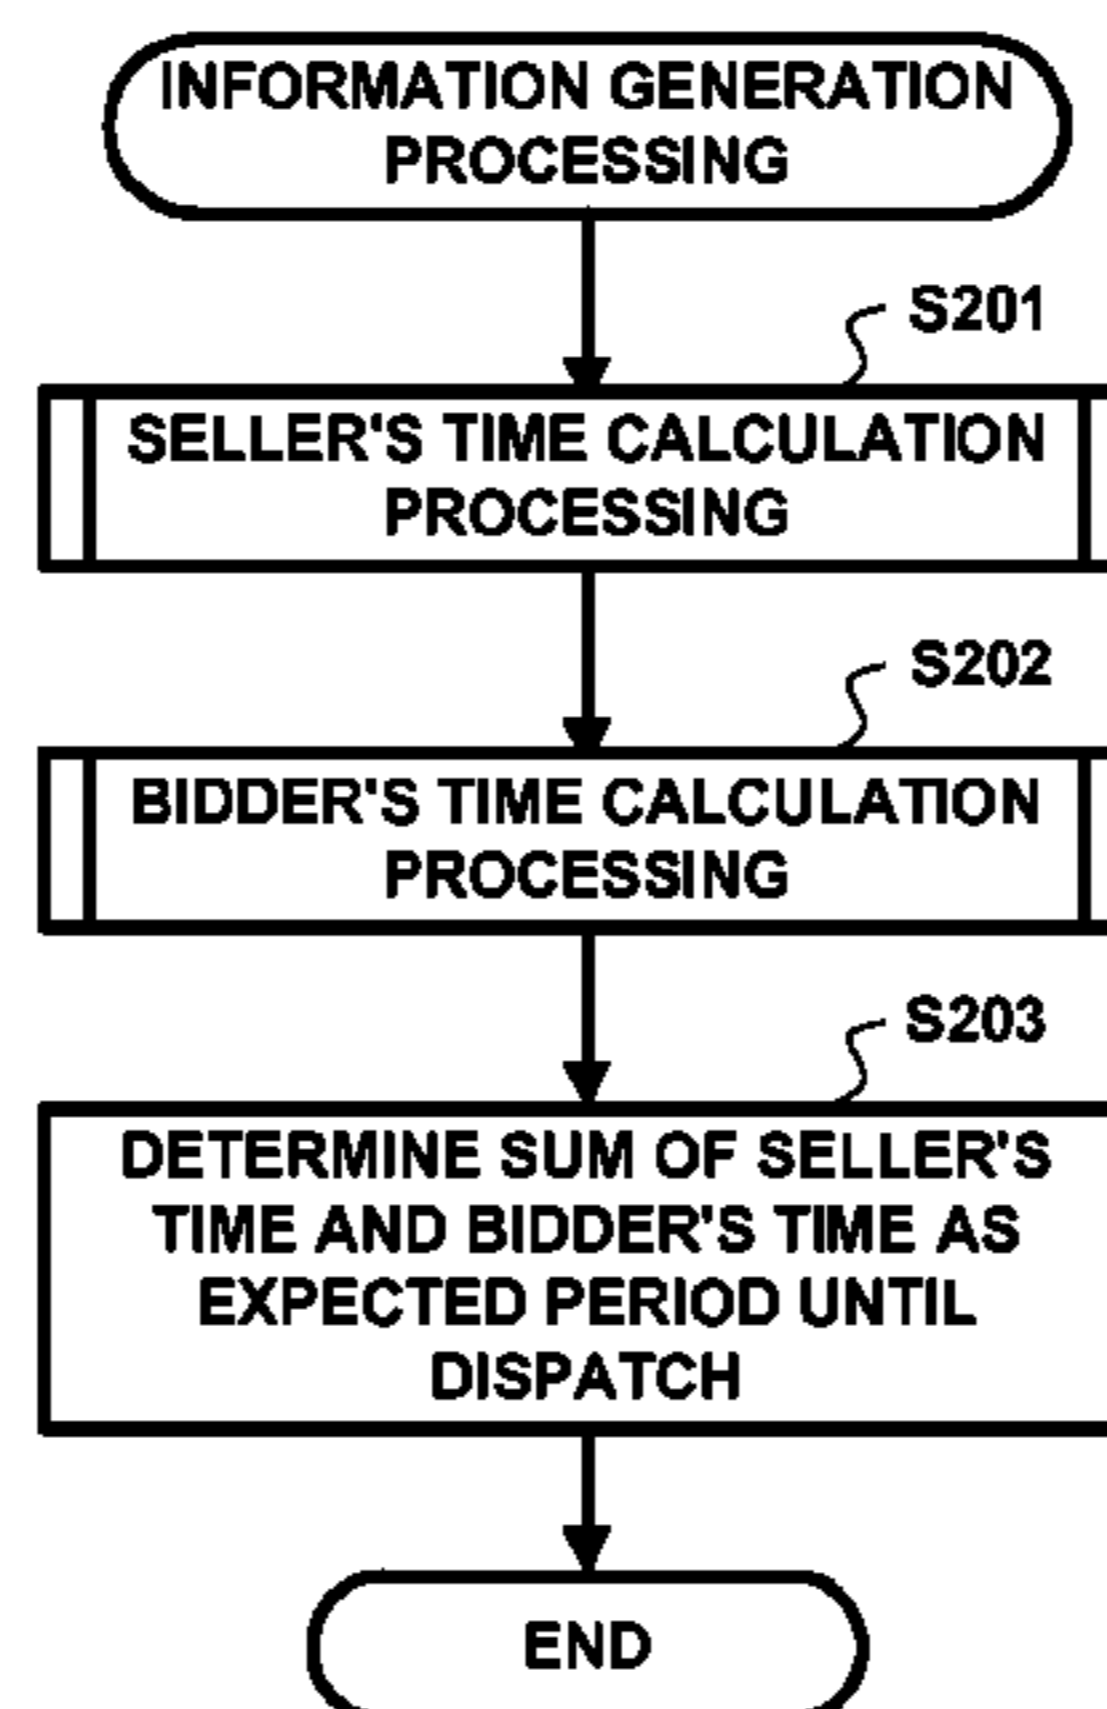 INFORMATION GENERATION
PROCESSING
S201
SELLER'S TIME CALCULATION
PROCESSING
S202
BIDDER'S TIME CALCULATION
PROCESSING
S203
DETERMINE SUM OF SELLER'S
TIME AND BIDDER'S TIME AS
EXPECTED PERIOD UNTIL
DISPATCH
END